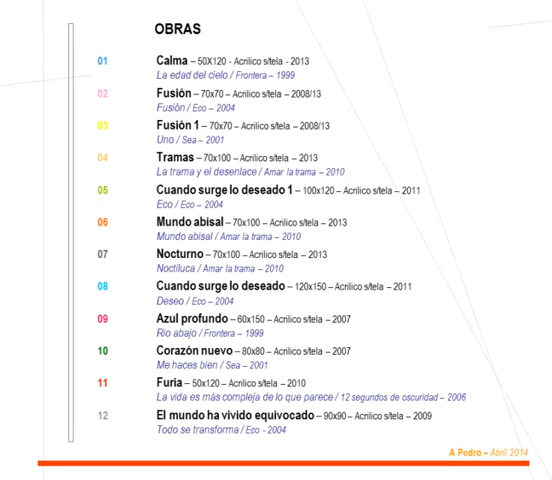 OBRAS
01 Calma – 50X120 - Acrilico s/tela - 2013
La edad del cielo / Frontera – 1999
02 Fusión – 70x70 – Acrilico s/tela – 2008/13
Fusión / Eco – 2004
03 Fusión 1 – 70x70 – Acrilico s/tela – 2008/13
Uno / Sea – 2001
04 Tramas – 70x100 – Acrilico s/tela – 2013
La trama y el desenlace / Amar la trama – 2010
05 Cuando surge lo deseado 1 – 100x120 – Acrilico s/tela – 2011
Eco / Eco – 2004
06 Mundo abisal – 70x100 – Acrilico s/tela – 2013
Mundo abisal / Amar la trama – 2010
07 Nocturno – 70x100 – Acrilico s/tela – 2013
Noctiluca / Amar la trama – 2010
08 Cuando surge lo deseado – 120x150 – Acrilico s/tela – 2011
Deseo / Eco – 2004
09 Azul profundo – 60x150 – Acrilico s/tela – 2007
Rio abajo / Frontera – 1999
10 Corazón nuevo – 80x80 – Acrilico s/tela – 2007
Me haces bien / Sea – 2001
11 Furia – 50x120 – Acrilico s/tela – 2010
La vida es más compleja de lo que parece / 12 segundos de oscuridad – 2006
12 El mundo ha vivido equivocado – 90x90 – Acrilico s/tela – 2009
Todo se transforma / Eco - 2004
A Pedro – Abril 2014